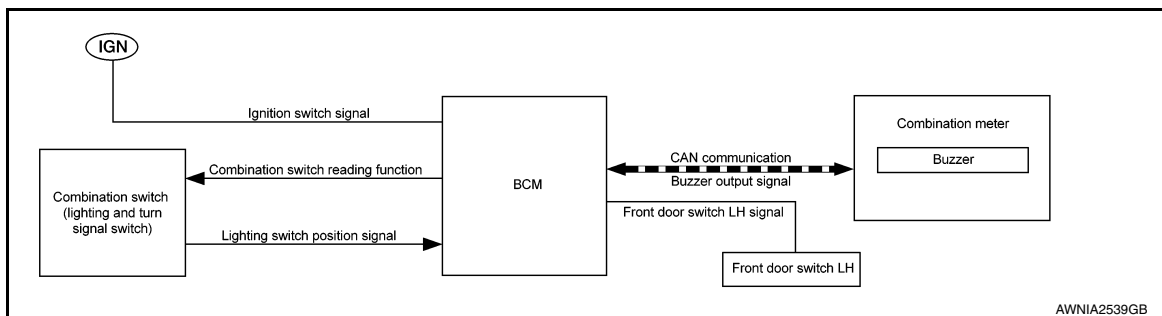 IGN
Ignition switch signal
Combination switch reading function
Combination switch
(lighting and turn
signal switch)
Lighting switch position signal
BCM
CAN communication
Buzzer output signal
Front door switch LH signal
Front door switch LH
Combination meter
Buzzer
AWNIA2539GB